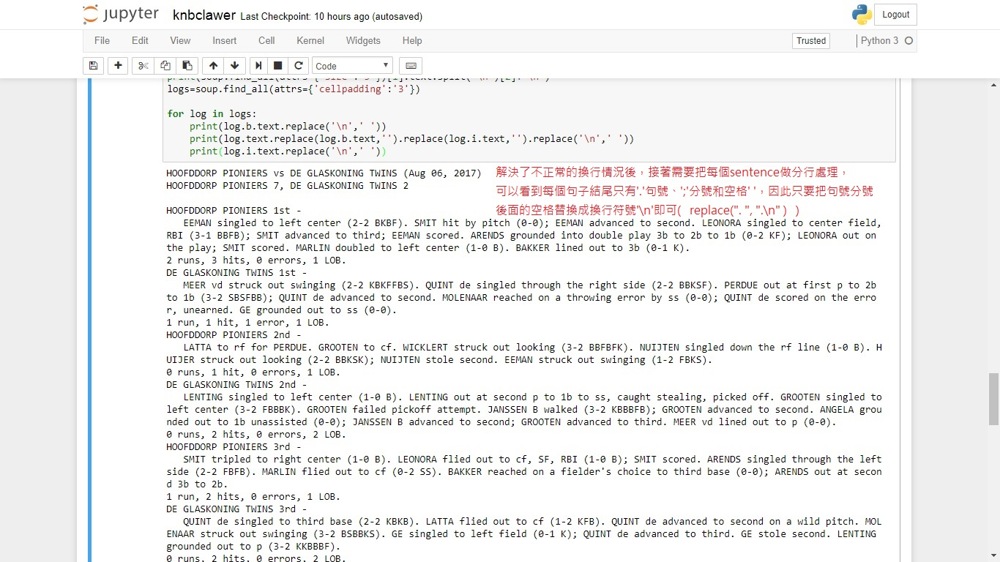 jupyter knbclawer Last Checkpoint: 10 hours ago (autosaved) Logout
File Edit View Insert Cell Kernel Widgets Help Trusted Python 3
Code
logs=soup.find_all(attrs={'cellpadding':'3'})
for log in logs:
print(log.b.text.replace('\n',' '))
print(log.text.replace(log.b.text,'').replace(log.i.text,'').replace('\n',' '))
print(log.i.text.replace('\n',' '))
HOOFDDORP PIONIERS vs DE GLASKONING TWINS (Aug 06, 2017)
HOOFDDORP PIONIERS 7, DE GLASKONING TWINS 2
解決了不正常的換行情況後，接著需要把每個sentence做分行處理，
可以看到每個句子結尾只有'.'句號、';'分號和空格' '，因此只要把句號分號
後面的空格替換成換行符號'\n'即可( replace(". ", ".\n" ) )
HOOFDDORP PIONIERS 1st -
EEMAN singled to left center (2-2 BKBF). SMIT hit by pitch (0-0); EEMAN advanced to second. LEONORA singled to center field,
RBI (3-1 BBFB); SMIT advanced to third; EEMAN scored. ARENDS grounded into double play 3b to 2b to 1b (0-2 KF); LEONORA out on
the play; SMIT scored. MARLIN doubled to left center (1-0 B). BAKKER lined out to 3b (0-1 K).
2 runs, 3 hits, 0 errors, 1 LOB.
DE GLASKONING TWINS 1st -
MEER vd struck out swinging (2-2 KBKFFBS). QUINT de singled through the right side (2-2 BBKSF). PERDUE out at first p to 2b
to 1b (3-2 SBSFBB); QUINT de advanced to second. MOLENAAR reached on a throwing error by ss (0-0); QUINT de scored on the erro
r, unearned. GE grounded out to ss (0-0).
1 run, 1 hit, 1 error, 1 LOB.
HOOFDDORP PIONIERS 2nd -
LATTA to rf for PERDUE. GROOTEN to cf. WICKLERT struck out looking (3-2 BBFBFK). NUIJTEN singled down the rf line (1-0 B). H
UIJER struck out looking (2-2 BBKSK); NUIJTEN stole second. EEMAN struck out swinging (1-2 FBKS).
0 runs, 1 hit, 0 errors, 1 LOB.
DE GLASKONING TWINS 2nd -
LENTING singled to left center (1-0 B). LENTING out at second p to 1b to ss, caught stealing, picked off. GROOTEN singled to
left center (3-2 FBBBK). GROOTEN failed pickoff attempt. JANSSEN B walked (3-2 KBBBFB); GROOTEN advanced to second. ANGELA grou
nded out to 1b unassisted (0-0); JANSSEN B advanced to second; GROOTEN advanced to third. MEER vd lined out to p (0-0).
0 runs, 2 hits, 0 errors, 2 LOB.
HOOFDDORP PIONIERS 3rd -
SMIT tripled to right center (1-0 B). LEONORA flied out to cf, SF, RBI (1-0 B); SMIT scored. ARENDS singled through the left
side (2-2 FBFB). MARLIN flied out to cf (0-2 SS). BAKKER reached on a fielder's choice to third base (0-0); ARENDS out at secon
d 3b to 2b.
1 run, 2 hits, 0 errors, 1 LOB.
DE GLASKONING TWINS 3rd -
QUINT de singled to third base (2-2 KBKB). LATTA flied out to cf (1-2 KFB). QUINT de advanced to second on a wild pitch. MOL
ENAAR struck out swinging (3-2 BSBBKS). GE singled to left field (0-1 K); QUINT de advanced to third. GE stole second. LENTING
grounded out to p (3-2 KKBBBF).
0 runs, 2 hits, 0 errors, 2 LOB.